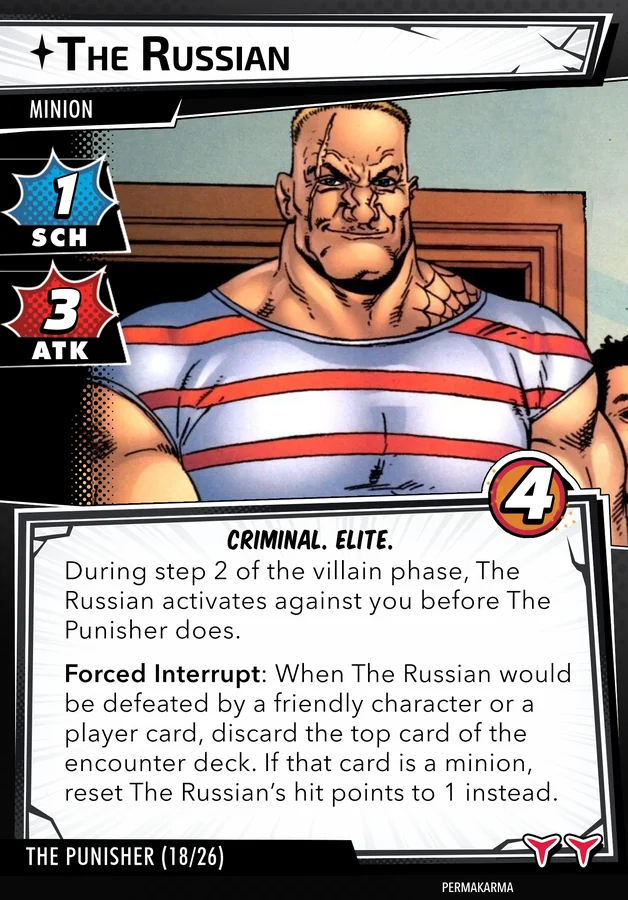 THE RUSSIAN
MINION
1
SCH
3
ATK
4
CRIMINAL. ELITE.
During step 2 of the villain phase, The
Russian activates against you before The
Punisher does.
Forced Interrupt: When The Russian would
be defeated by a friendly character or a
player card, discard the top card of the
encounter deck. If that card is a minion,
reset The Russian’s hit points to 1 instead.
THE PUNISHER (18/26)
PERMAKARMA